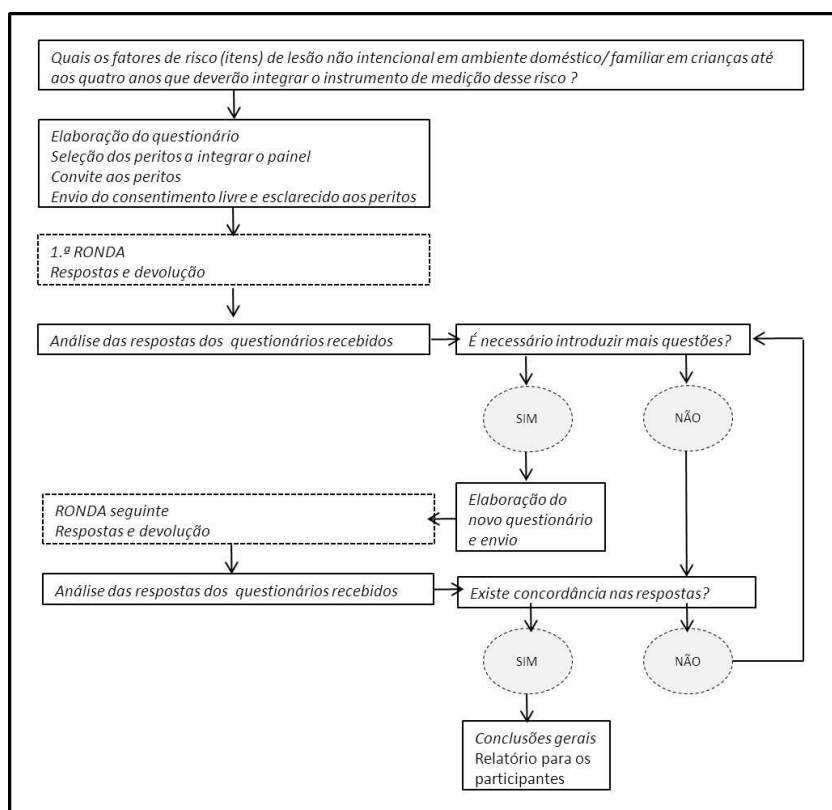 Quais os fatores de risco (itens) de lesão não intencional em ambiente doméstico/ familiar em crianças até
aos quatro anos que deverão integrar o instrumento de medição desse risco ?
Elaboração do questionário
Seleção dos peritos a integrar o painel
Convite aos peritos
Envio do consentimento livre e esclarecido aos peritos
1.ª RONDA
Respostas e devolução
Análise das respostas dos questionários recebidos
É necessário introduzir mais questões?
SIM
NÃO
RONDA seguinte
Respostas e devolução
Elaboração do
novo questionário
e envio
Análise das respostas dos questionários recebidos
Existe concordância nas respostas?
SIM
NÃO
Conclusões gerais
Relatório para os
participantes